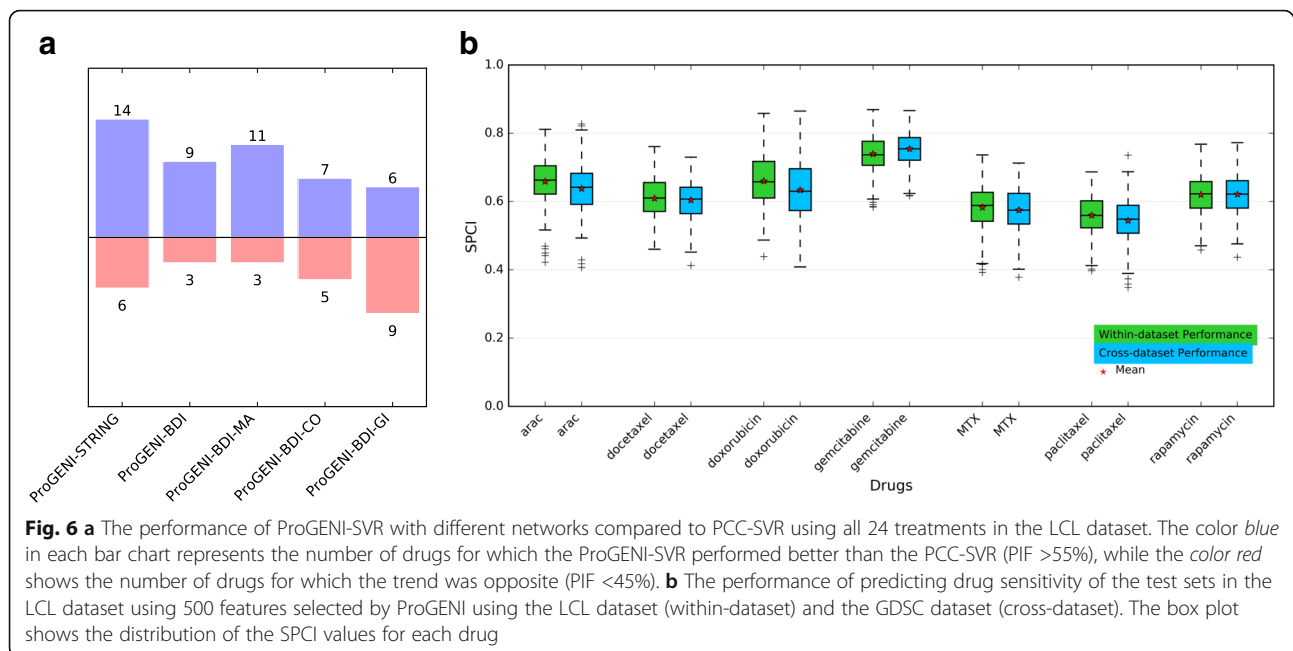 a
14
9
11
7
6
6
3
3
5
9
ProGENI-STRING
ProGENI-BDI
ProGENI-BDI-MA
ProGENI-BDI-CO
ProGENI-BDI-GI
b
1.0
0.8
0.6
0.4
0.2
0.0
SPCI
Within-dataset Performance
Cross-dataset Performance
Mean
arac
arac
docetaxel
docetaxel
doxorubicin
doxorubicin
gemcitabine
gemcitabine
MTX
MTX
paclitaxel
paclitaxel
rapamycin
rapamycin
Drugs
Fig. 6 a The performance of ProGENI-SVR with different networks compared to PCC-SVR using all 24 treatments in the LCL dataset. The color blue
in each bar chart represents the number of drugs for which the ProGENI-SVR performed better than the PCC-SVR (PIF >55%), while the color red
shows the number of drugs for which the trend was opposite (PIF <45%). b The performance of predicting drug sensitivity of the test sets in the
LCL dataset using 500 features selected by ProGENI using the LCL dataset (within-dataset) and the GDSC dataset (cross-dataset). The box plot
shows the distribution of the SPCI values for each drug